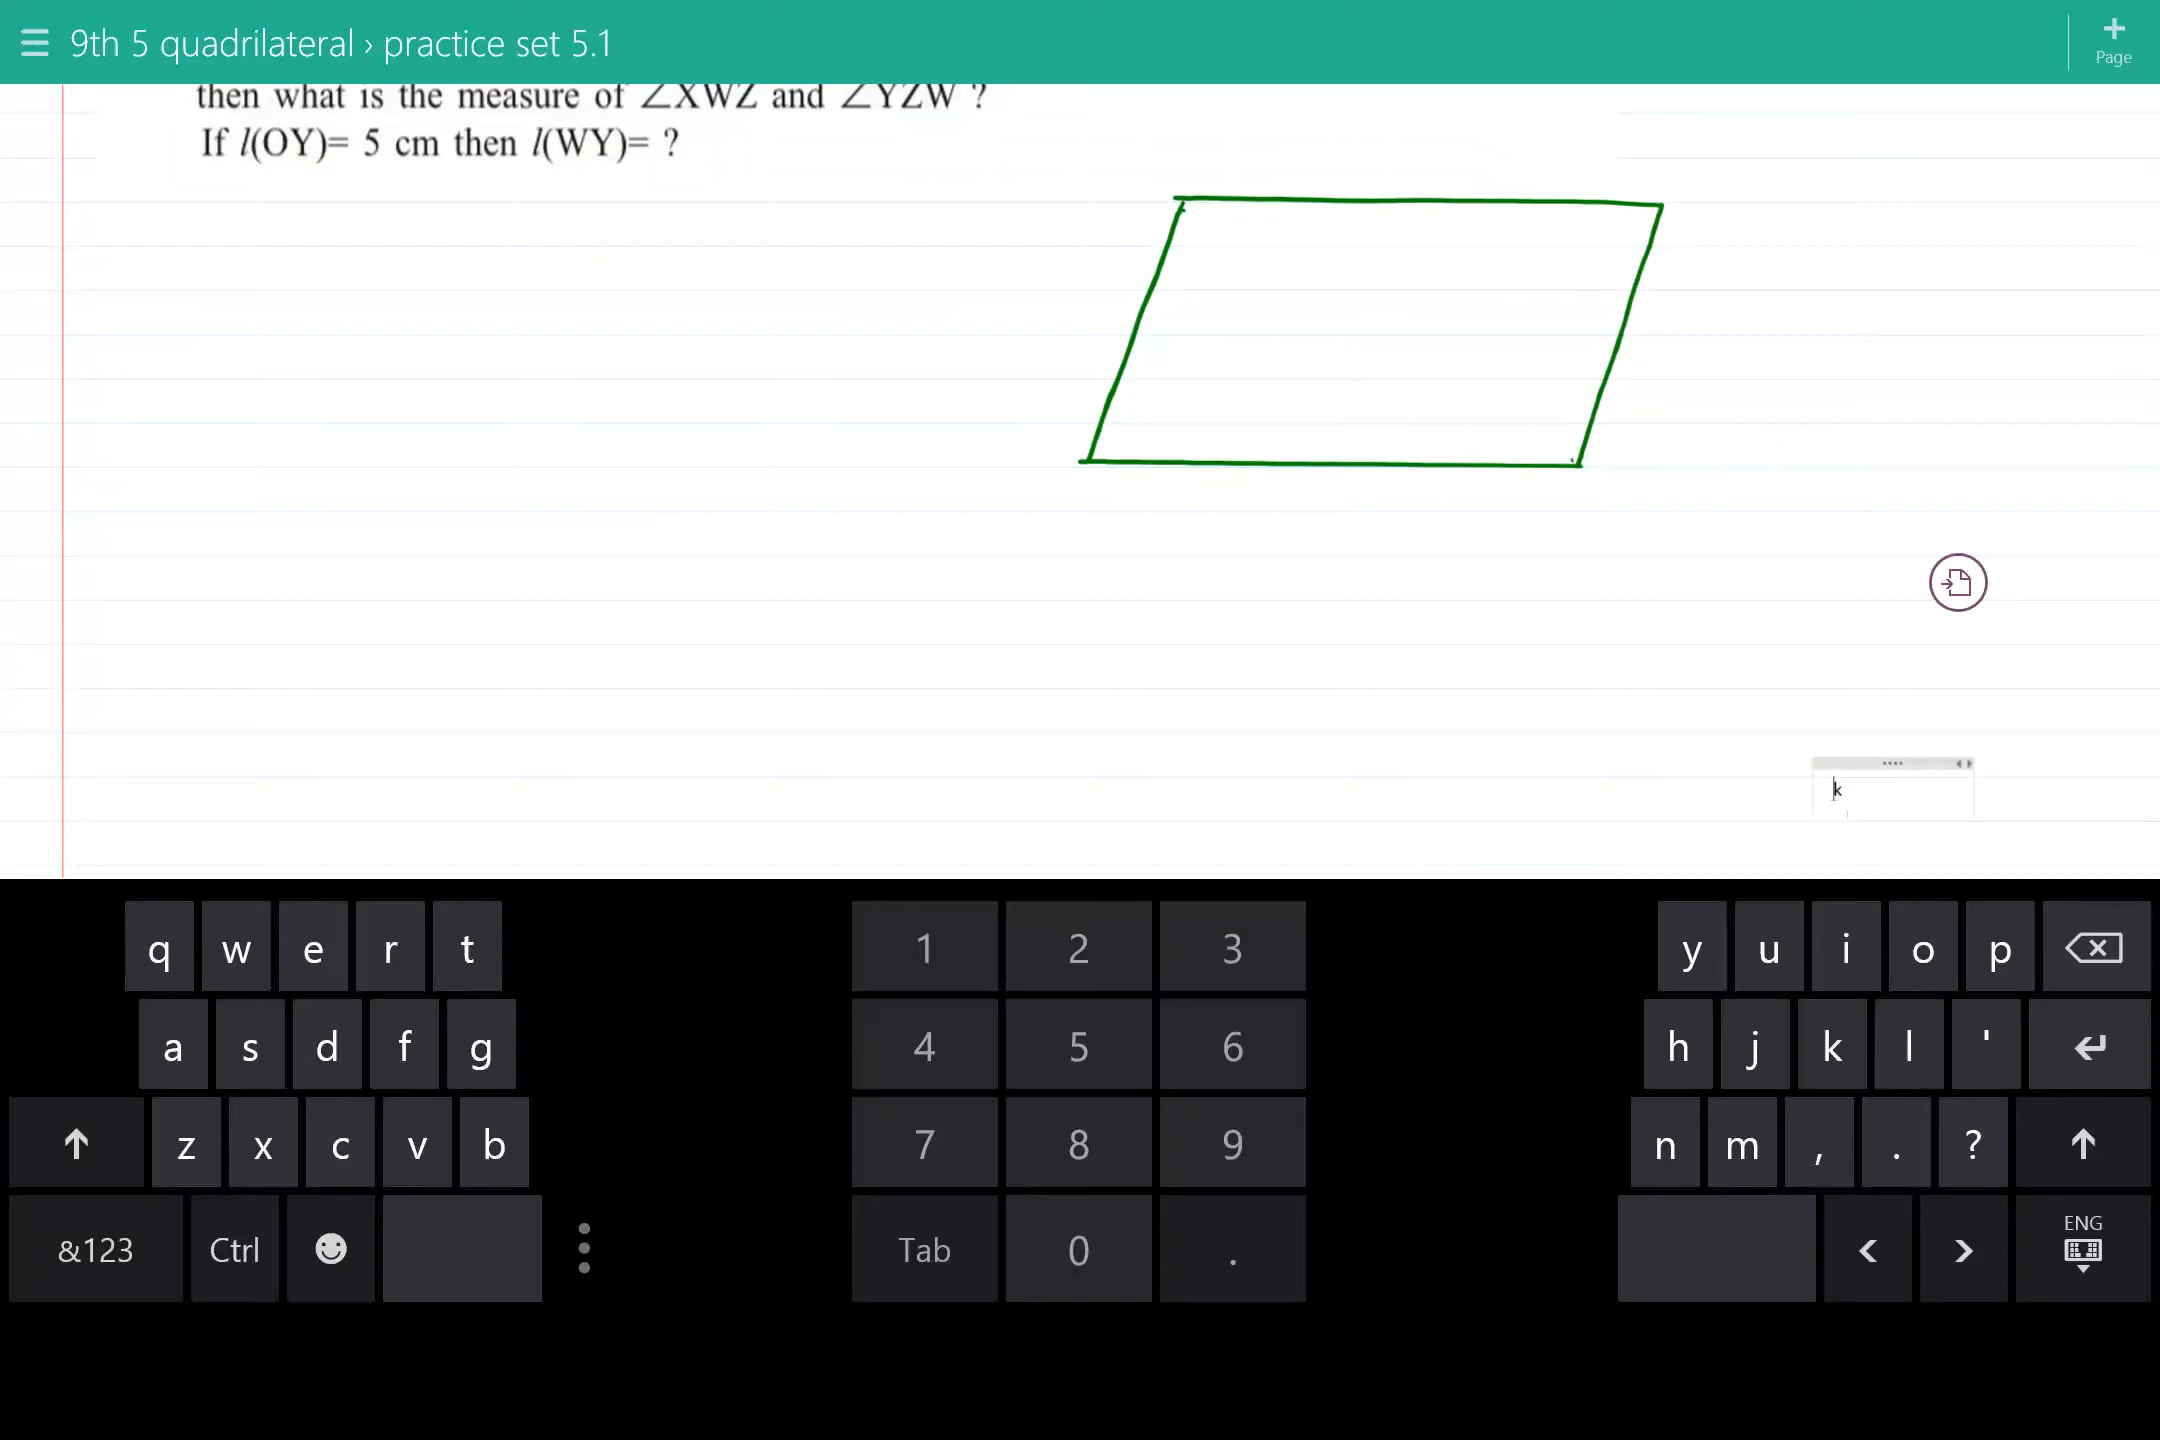 9th 5 quadrilateral › practice set 5.1
Page
then what is the measure of ∠XWZ and ∠YZW ?
If l(OY)= 5 cm then l(WY)= ?
k
q w e r t 1 2 3 y u i o p
a s d f g 4 5 6 h j k l '
z x c v b 7 8 9 n m , . ?
&123 Ctrl Tab 0 . < > ENG